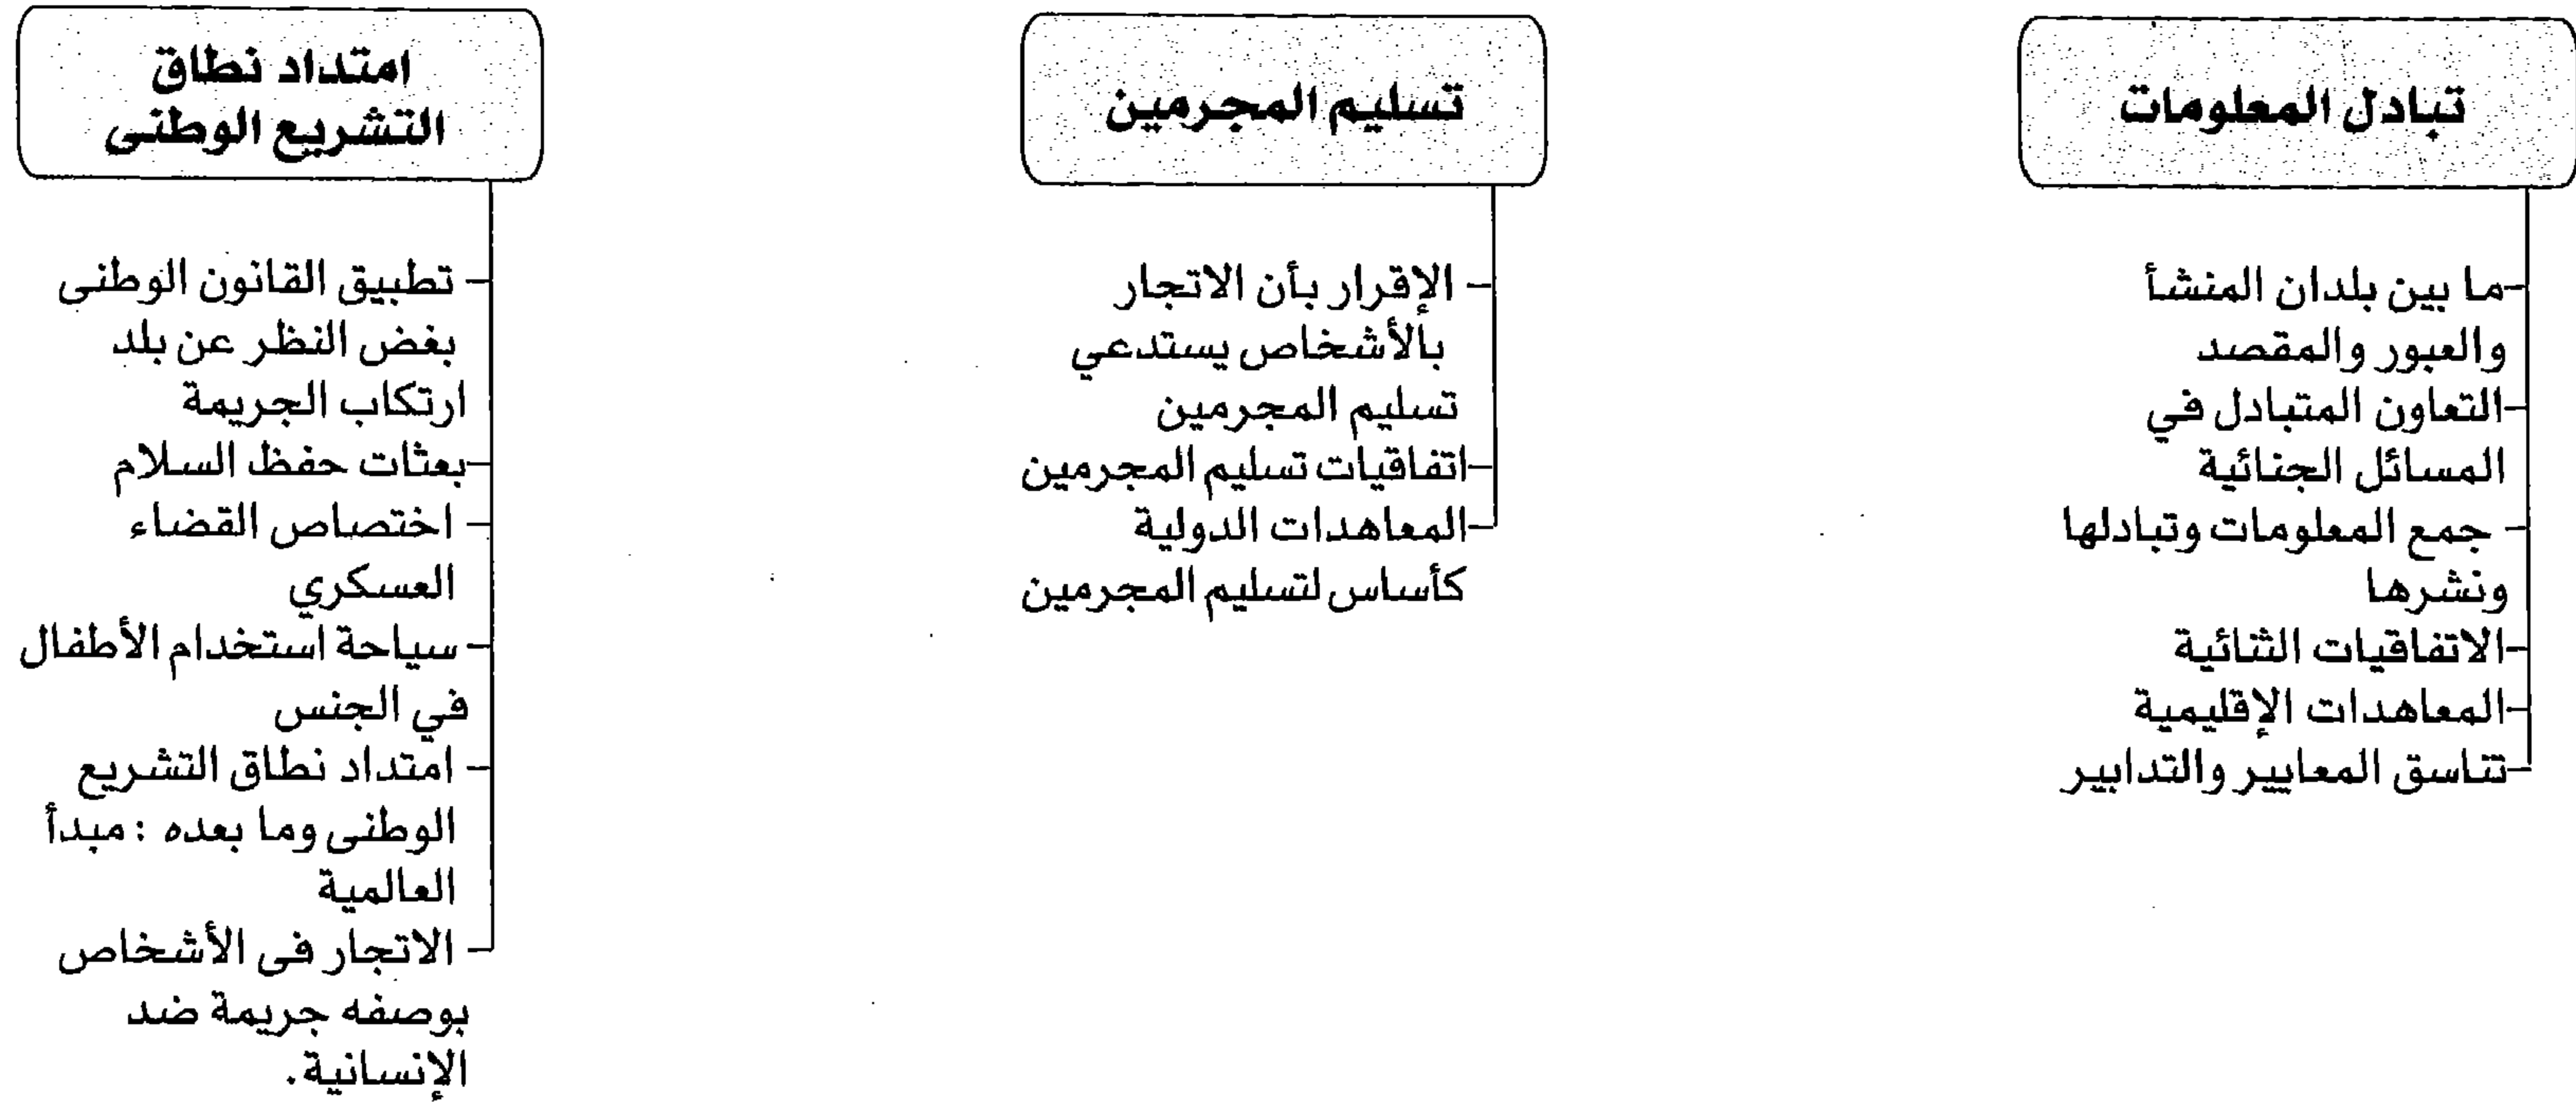 تبادل المعلومات
-ما بين بلدان المنشأ
والعبور والمقصد
-التعاون المتبادل في
المسائل الجنائية
- جمع المعلومات وتبادلها
ونشرها
-الاتفاقيات الثنائية
-المعاهدات الإقليمية
-تتاسق المعايير والتدابير
تسليم المجرمين
- الإقرار بأن الاتجار
بالأشخاص يستدعي
تسليم المجرمين
-اتفاقيات تسليم المجرمين
-المعاهدات الدولية
كأساس لتسليم المجرمين
امتداد نطاق
التشريع الوطنى
- تطبيق القانون الوطنى
بغض النظر عن بلد
ارتكاب الجريمة
-بعثات حفظ السلام
- اختصاص القضاء
العسكري
- سياحة استخدام الأطفال
في الجنس
- امتداد نطاق التشريع
الوطنى وما بعده : مبدأ
العالمية
- الاتجار فى الأشخاص
بوصفه جريمة ضد
الإنسانية.